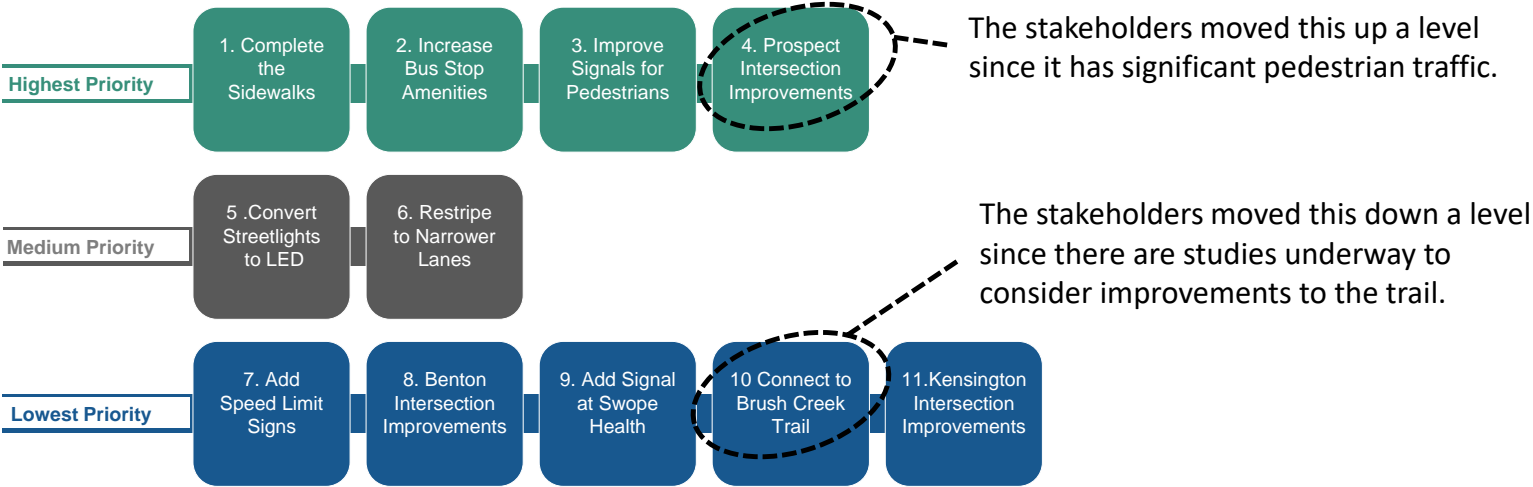 Highest Priority
1. Complete
the
Sidewalks
2. Increase
Bus Stop
Amenities
3. Improve
Signals for
Pedestrians
4. Prospect
Intersection
Improvements
The stakeholders moved this up a level
since it has significant pedestrian traffic.
Medium Priority
5 .Convert
Streetlights
to LED
6. Restripe
to Narrower
Lanes
The stakeholders moved this down a level
since there are studies underway to
consider improvements to the trail.
Lowest Priority
7. Add
Speed Limit
Signs
8. Benton
Intersection
Improvements
9. Add Signal
at Swope
Health
10 Connect to
Brush Creek
Trail
11.Kensington
Intersection
Improvements